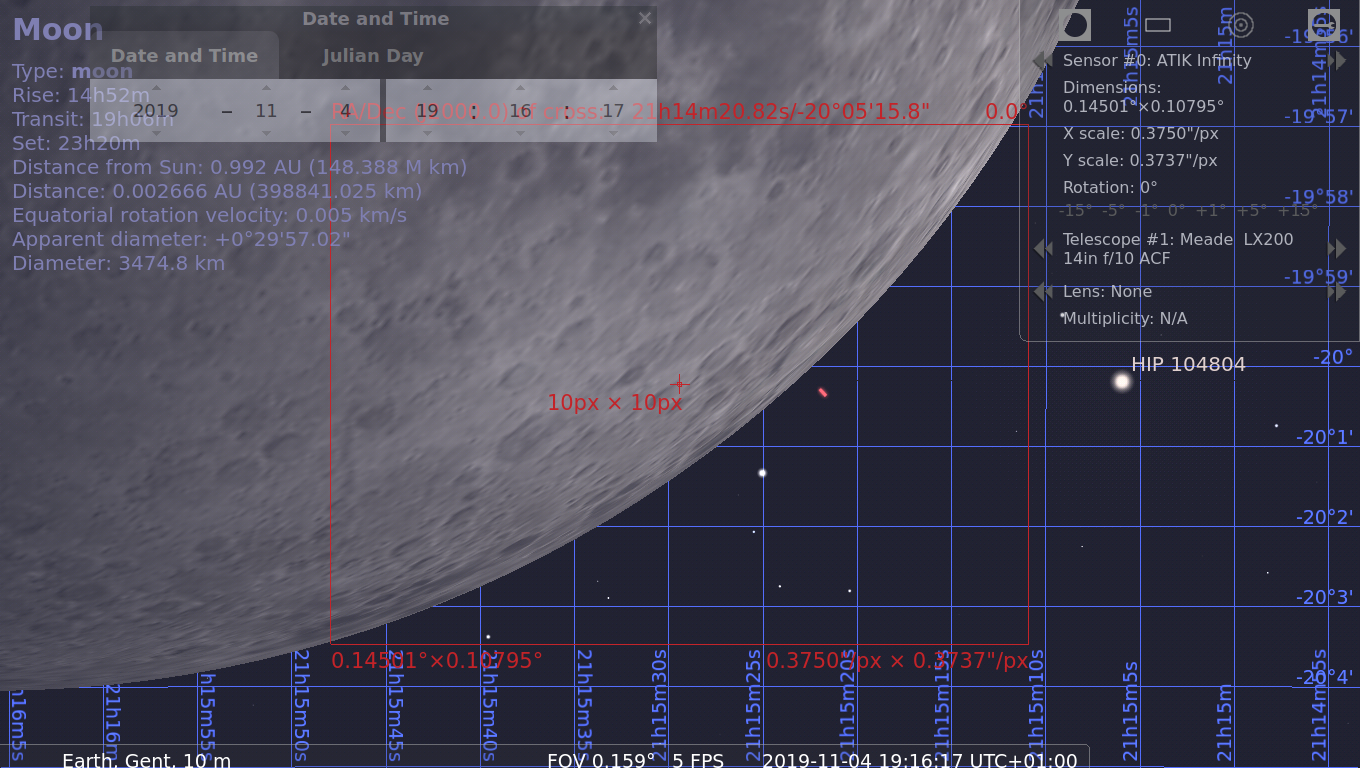 Moon
Type: moon
Rise: 14h52m
Transit: 19h06m
Set: 23h20m
Distance from Sun: 0.992 AU (148.388 M km)
Distance: 0.002666 AU (398841.025 km)
Equatorial rotation velocity: 0.005 km/s
Apparent diameter: +0°29'57.02"
Diameter: 3474.8 km
Date and Time ✕
Date and Time Julian Day
2019 – 11 – 4 19 : 16 : 17
of cross: 21h14m20.82s/-20°05'15.8" 0.0°
10px × 10px
0.14501°×0.10795° 0.3750"/px × 0.3737"/px
Sensor #0: ATIK Infinity
Dimensions:
0.14501°×0.10795°
X scale: 0.3750"/px
Y scale: 0.3737"/px
Rotation: 0°
-15° -5° -1° 0° +1° +5° +15°
Telescope #1: Meade LX200
14in f/10 ACF
Lens: None
Multiplicity: N/A
HIP 104804
21h15m5s
21h15m
21h14m55s
-19°56'
-19°57'
-19°58'
-19°59'
-20°
-20°1'
-20°2'
-20°3'
-20°4'
21h15m50s
21h15m45s
21h15m40s
21h15m35s
21h15m30s
21h15m25s
21h15m20s
21h15m15s
21h15m10s
21h15m5s
21h15m
21h14m55s
Earth, Gent, 10 m FOV 0.159° 5 FPS 2019-11-04 19:16:17 UTC+01:00